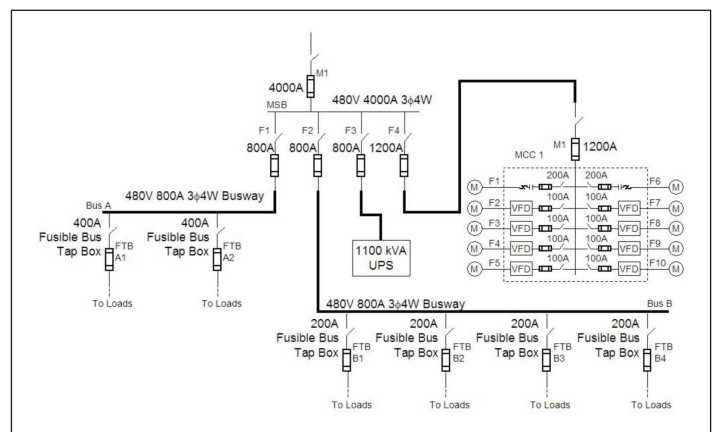 M1
4000A
MSB
480V 4000A 3ϕ4W
F1
F2
F3
F4
800A
800A
800A
1200A
M1
1200A
MCC 1
M
F1
200A
200A
F6
M
M
F2
VFD
100A
100A
VFD
F7
M
M
F3
VFD
100A
100A
VFD
F8
M
M
F4
VFD
100A
100A
VFD
F9
M
M
F5
VFD
100A
100A
VFD
F10
M
480V 800A 3ϕ4W Busway
Bus A
400A
Fusible Bus
Tap Box
FTB
A1
To Loads
400A
Fusible Bus
Tap Box
FTB
A2
To Loads
1100 kVA
UPS
480V 800A 3ϕ4W Busway
Bus B
200A
Fusible Bus
Tap Box
FTB
B1
To Loads
200A
Fusible Bus
Tap Box
FTB
B2
To Loads
200A
Fusible Bus
Tap Box
FTB
B3
To Loads
200A
Fusible Bus
Tap Box
FTB
B4
To Loads